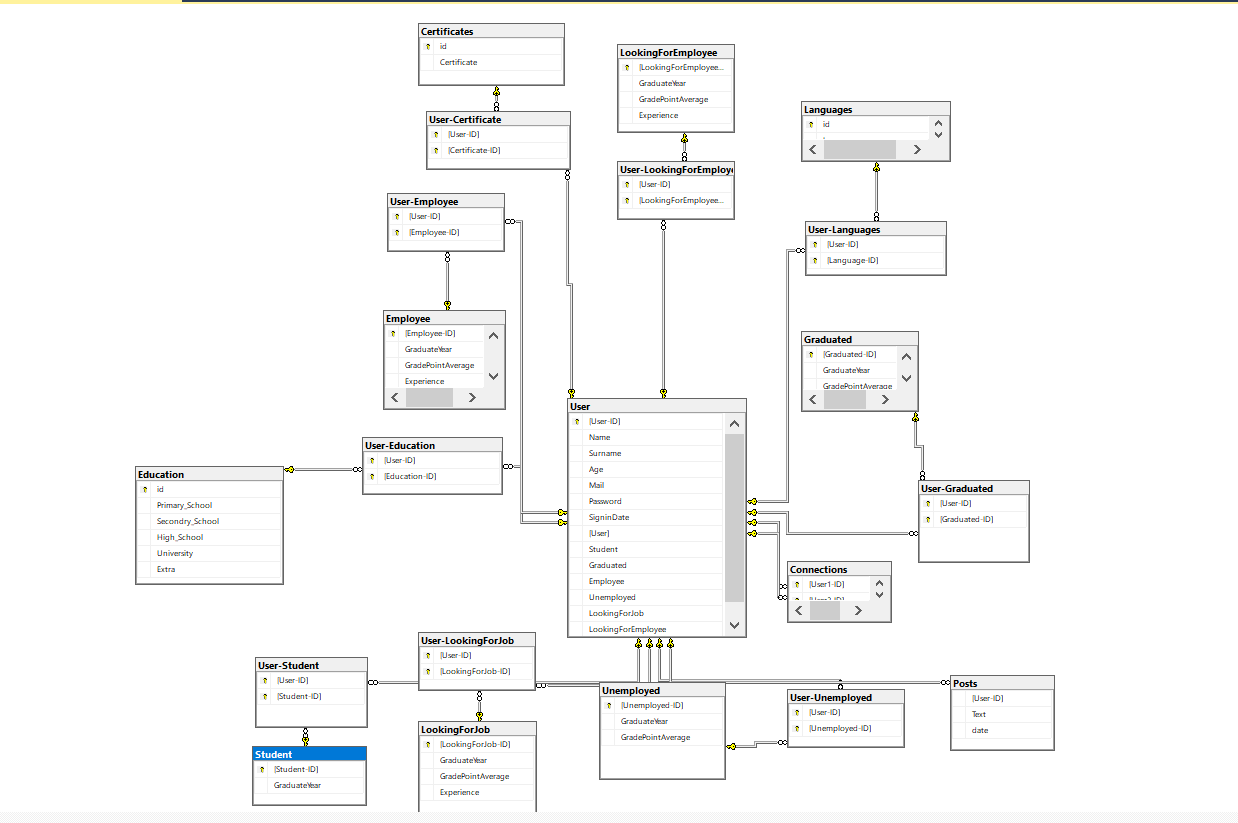 Certificates
id
Certificate
LookingForEmployee
[LookingForEmployee...
GraduateYear
GradePointAverage
Experience
Languages
id
User-Certificate
[User-ID]
[Certificate-ID]
User-LookingForEmploye
[User-ID]
[LookingForEmployee...
User-Employee
[User-ID]
[Employee-ID]
User-Languages
[User-ID]
[Language-ID]
Employee
[Employee-ID]
GraduateYear
GradePointAverage
Experience
Graduated
[Graduated-ID]
GraduateYear
GradePointAverage
User
[User-ID]
Name
Surname
Age
Mail
Password
SigninDate
[User]
Student
Graduated
Employee
Unemployed
LookingForJob
LookingForEmployee
User-Education
[User-ID]
[Education-ID]
Education
id
Primary_School
Secondry_School
High_School
University
Extra
User-Graduated
[User-ID]
[Graduated-ID]
Connections
[User1-ID]
[User2-ID]
User-LookingForJob
[User-ID]
[LookingForJob-ID]
User-Student
[User-ID]
[Student-ID]
Unemployed
[Unemployed-ID]
GraduateYear
GradePointAverage
User-Unemployed
[User-ID]
[Unemployed-ID]
Posts
[User-ID]
Text
date
LookingForJob
[LookingForJob-ID]
GraduateYear
GradePointAverage
Experience
Student
[Student-ID]
GraduateYear